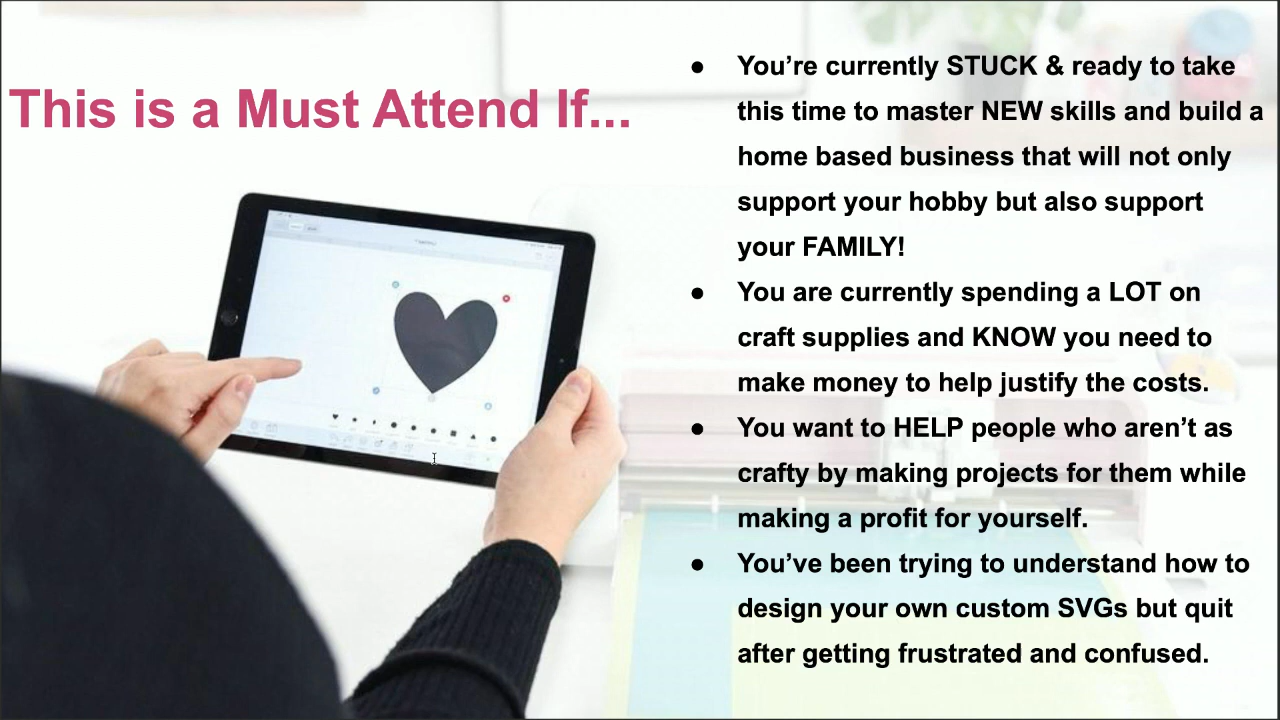 This is a Must Attend If...
● You’re currently STUCK & ready to take
this time to master NEW skills and build a
home based business that will not only
support your hobby but also support
your FAMILY!
● You are currently spending a LOT on
craft supplies and KNOW you need to
make money to help justify the costs.
● You want to HELP people who aren’t as
crafty by making projects for them while
making a profit for yourself.
● You’ve been trying to understand how to
design your own custom SVGs but quit
after getting frustrated and confused.